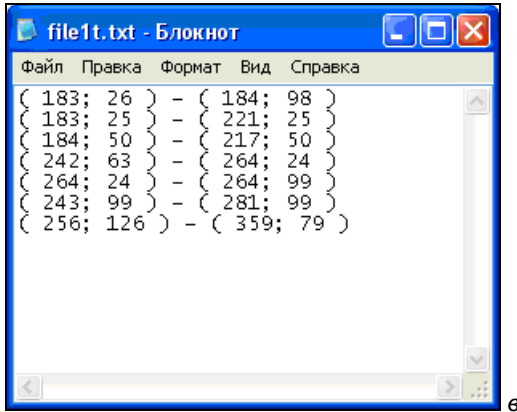 file1t.txt - Блокнот
Файл Правка Формат Вид Справка
( 183; 26 ) - ( 184; 98 )
( 183; 25 ) - ( 221; 25 )
( 184; 50 ) - ( 217; 50 )
( 242; 63 ) - ( 264; 24 )
( 264; 24 ) - ( 264; 99 )
( 243; 99 ) - ( 281; 99 )
( 256; 126 ) - ( 359; 79 )